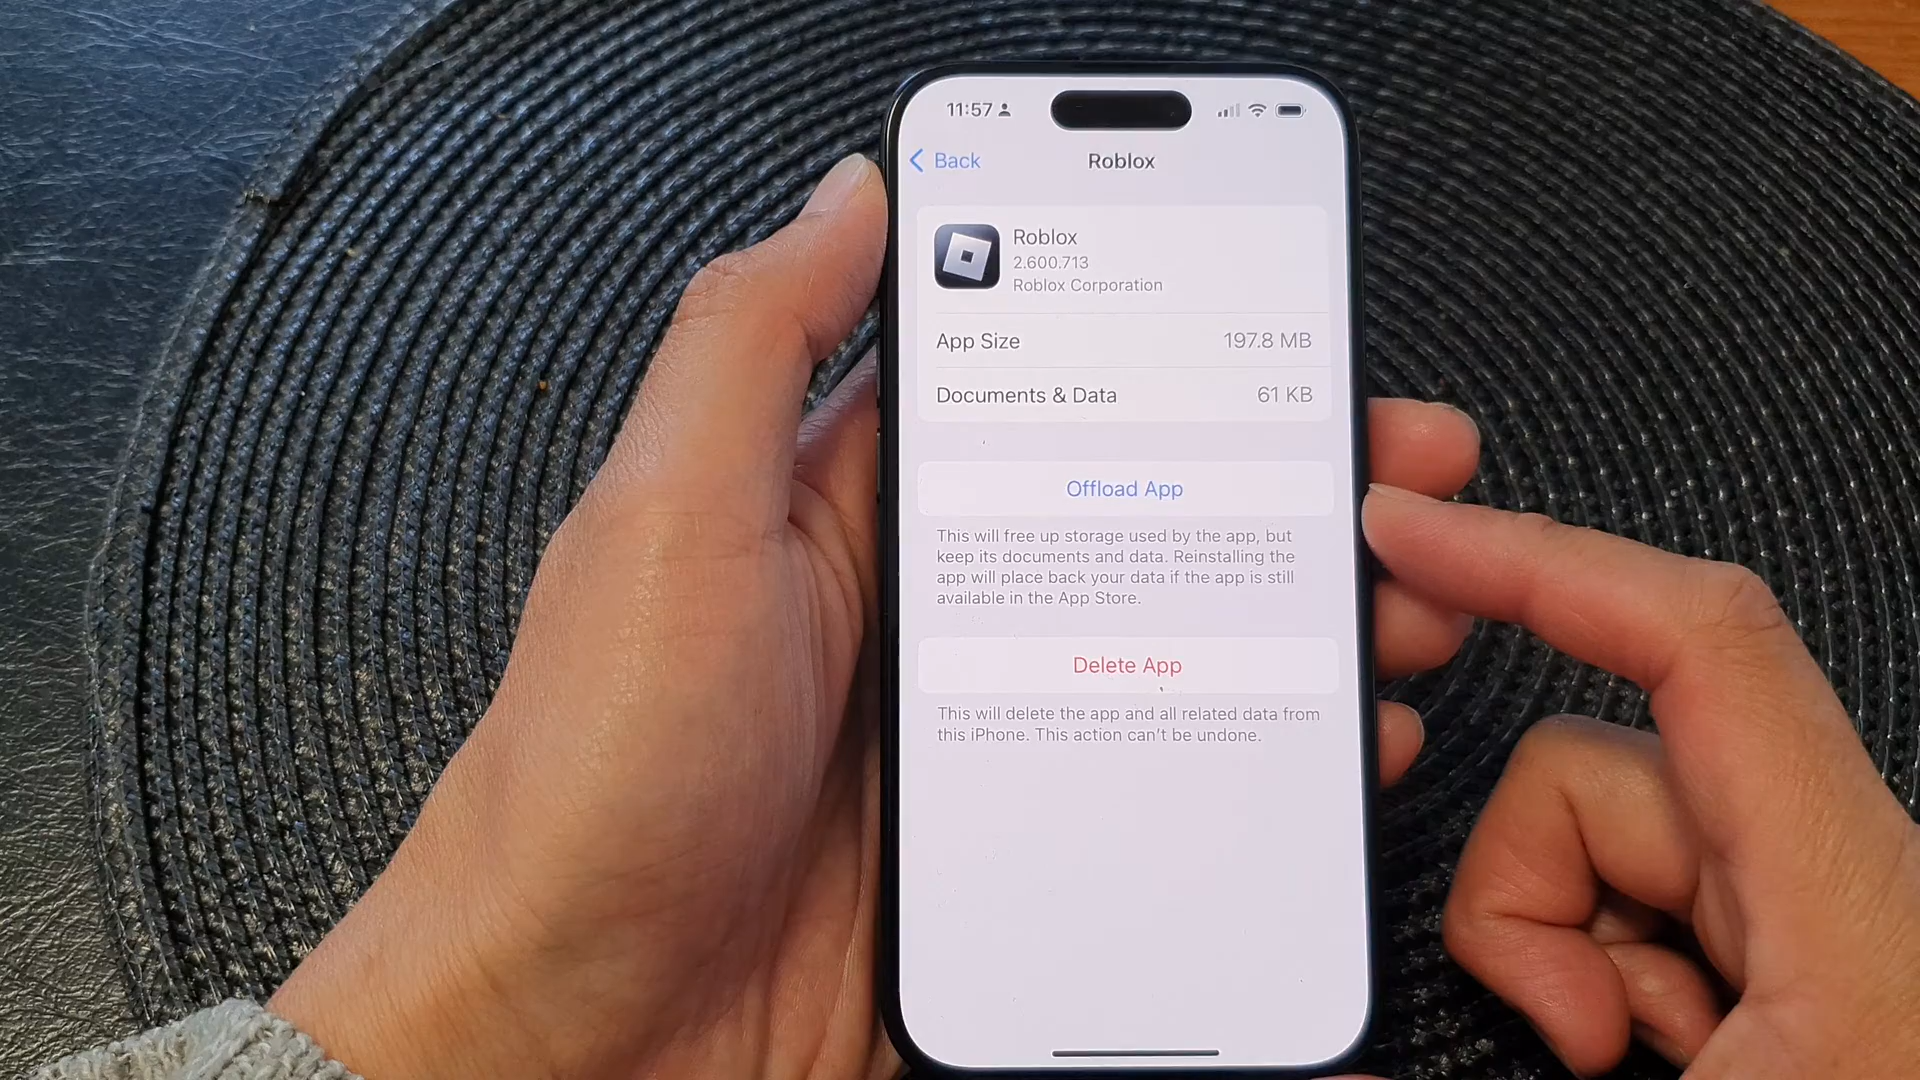 11:57
Back
Roblox
Roblox
2.600.713
Roblox Corporation
App Size 197.8 MB
Documents & Data 61 KB
Offload App
This will free up storage used by the app, but
keep its documents and data. Reinstalling the
app will place back your data if the app is still
available in the App Store.
Delete App
This will delete the app and all related data from
this iPhone. This action can't be undone.